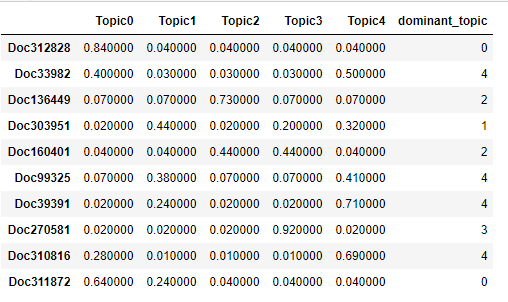 Topic0 Topic1 Topic2 Topic3 Topic4 dominant_topic
Doc312828 0.840000 0.040000 0.040000 0.040000 0.040000 0
Doc33982 0.400000 0.030000 0.030000 0.030000 0.500000 4
Doc136449 0.070000 0.070000 0.730000 0.070000 0.070000 2
Doc303951 0.020000 0.440000 0.020000 0.200000 0.320000 1
Doc160401 0.040000 0.040000 0.440000 0.440000 0.040000 2
Doc99325 0.070000 0.380000 0.070000 0.070000 0.410000 4
Doc39391 0.020000 0.240000 0.020000 0.020000 0.710000 4
Doc270581 0.020000 0.020000 0.020000 0.920000 0.020000 3
Doc310816 0.280000 0.010000 0.010000 0.010000 0.690000 4
Doc311872 0.640000 0.240000 0.040000 0.040000 0.040000 0